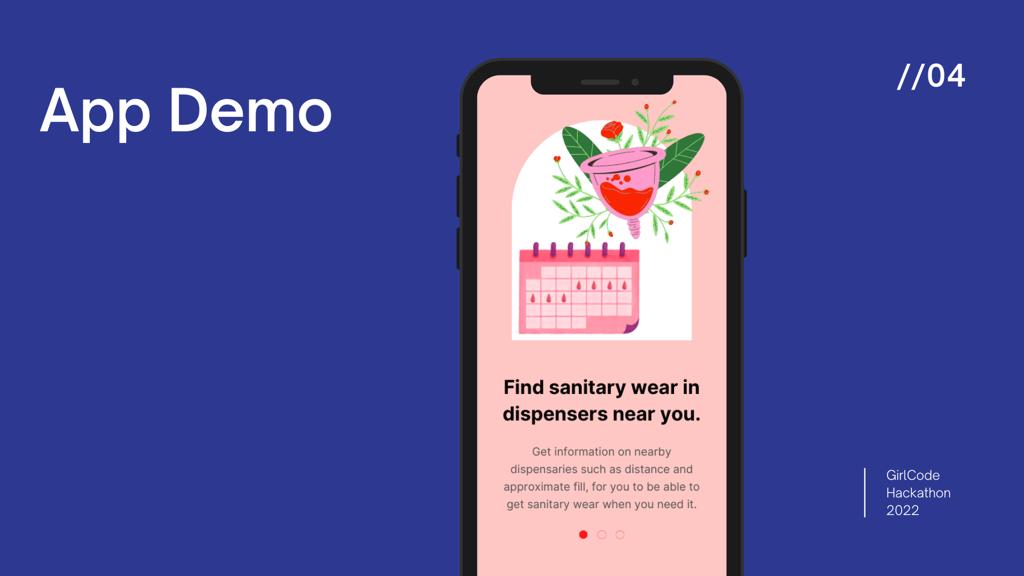 App Demo
//04
Find sanitary wear in
dispensers near you.
Get information on nearby
dispensaries such as distance and
approximate fill, for you to be able to
get sanitary wear when you need it.
GirlCode
Hackathon
2022